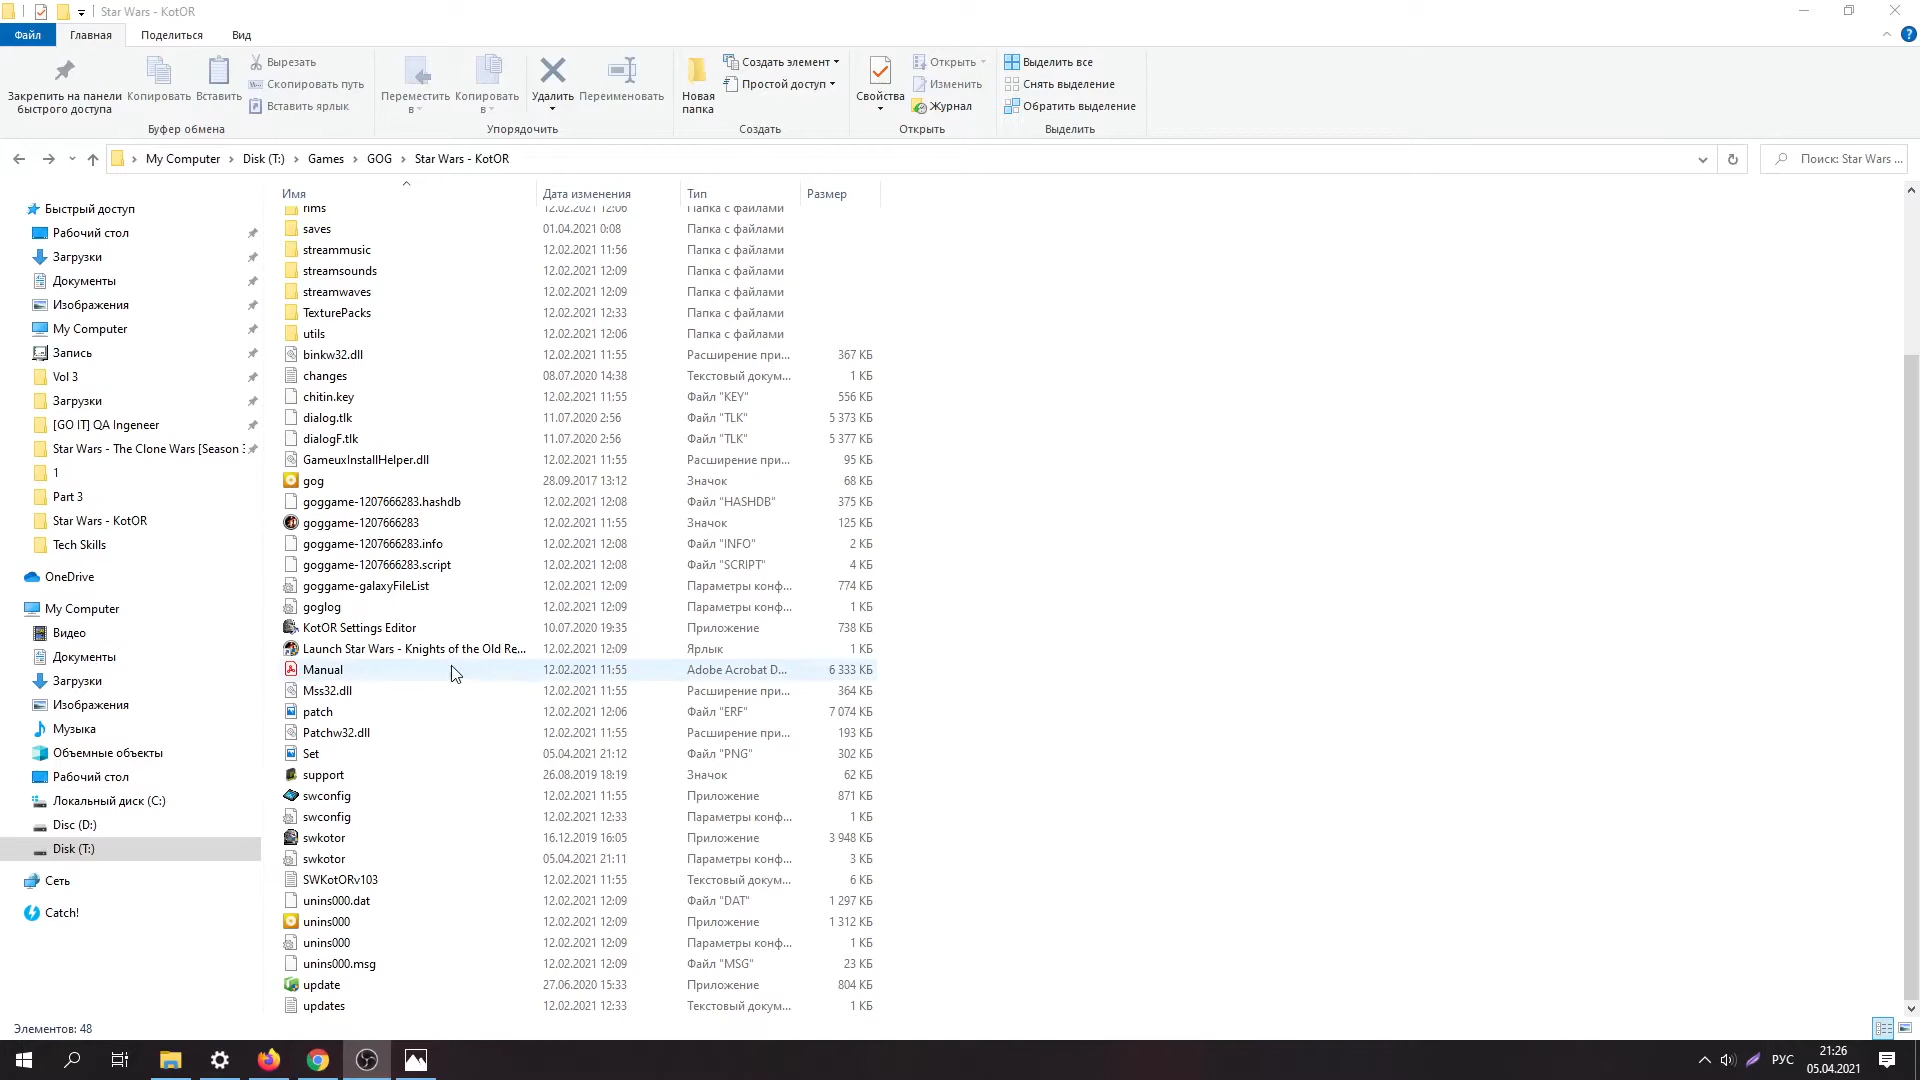 Star Wars - KotOR
Файл Главная Поделиться Вид
Закрепить на панели быстрого доступа
Копировать
Вставить
Вырезать
Скопировать путь
Вставить ярлык
Буфер обмена
Переместить в
Копировать в
Удалить
Переименовать
Упорядочить
Новая папка
Создать элемент
Простой доступ
Создать
Свойства
Открыть
Изменить
Журнал
Открыть
Выделить все
Снять выделение
Обратить выделение
Выделить
My Computer Disk (T:) Games GOG Star Wars - KotOR
Поиск: Star Wars ...
Быстрый доступ
Рабочий стол
Загрузки
Документы
Изображения
My Computer
Запись
Vol 3
Загрузки
[GO IT] QA Ingeneer
Star Wars - The Clone Wars [Season 3
1
Part 3
Star Wars - KotOR
Tech Skills
OneDrive
My Computer
Видео
Документы
Загрузки
Изображения
Музыка
Объемные объекты
Рабочий стол
Локальный диск (C:)
Disc (D:)
Disk (T:)
Сеть
Catch!
Имя Дата изменения Тип Размер
rims 12.02.2021 12:06 Папка с файлами
saves 01.04.2021 0:08 Папка с файлами
streammusic 12.02.2021 11:56 Папка с файлами
streamsounds 12.02.2021 12:09 Папка с файлами
streamwaves 12.02.2021 12:09 Папка с файлами
TexturePacks 12.02.2021 12:33 Папка с файлами
utils 12.02.2021 12:06 Папка с файлами
binkw32.dll 12.02.2021 11:55 Расширение при... 367 КБ
changes 08.07.2020 14:38 Текстовый докум... 1 КБ
chitin.key 12.02.2021 11:55 Файл "KEY" 556 КБ
dialog.tlk 11.07.2020 2:56 Файл "TLK" 5 373 КБ
dialogF.tlk 11.07.2020 2:56 Файл "TLK" 5 377 КБ
GameuxInstallHelper.dll 12.02.2021 11:55 Расширение при... 95 КБ
gog 28.09.2017 13:12 Значок 68 КБ
goggame-1207666283.hashdb 12.02.2021 12:08 Файл "HASHDB" 375 КБ
goggame-1207666283 12.02.2021 11:55 Значок 125 КБ
goggame-1207666283.info 12.02.2021 12:08 Файл "INFO" 2 КБ
goggame-1207666283.script 12.02.2021 12:08 Файл "SCRIPT" 4 КБ
goggame-galaxyFileList 12.02.2021 12:09 Параметры конф... 774 КБ
goglog 12.02.2021 12:09 Параметры конф... 1 КБ
KotOR Settings Editor 10.07.2020 19:35 Приложение 738 КБ
Launch Star Wars - Knights of the Old Re... 12.02.2021 12:09 Ярлык 1 КБ
Manual 12.02.2021 11:55 Adobe Acrobat D... 6 333 КБ
Mss32.dll 12.02.2021 11:55 Расширение при... 364 КБ
patch 12.02.2021 12:06 Файл "ERF" 7 074 КБ
Patchw32.dll 12.02.2021 11:55 Расширение при... 193 КБ
Set 05.04.2021 21:12 Файл "PNG" 302 КБ
support 26.08.2019 18:19 Значок 62 КБ
swconfig 12.02.2021 11:55 Приложение 871 КБ
swconfig 12.02.2021 12:33 Параметры конф... 1 КБ
swkotor 16.12.2019 16:05 Приложение 3 948 КБ
swkotor 05.04.2021 21:11 Параметры конф... 3 КБ
SWKotORv103 12.02.2021 11:55 Текстовый докум... 6 КБ
unins000.dat 12.02.2021 12:09 Файл "DAT" 1 297 КБ
unins000 12.02.2021 12:09 Приложение 1 312 КБ
unins000 12.02.2021 12:09 Параметры конф... 1 КБ
unins000.msg 12.02.2021 12:09 Файл "MSG" 23 КБ
update 27.06.2020 15:33 Приложение 804 КБ
updates 12.02.2021 12:33 Текстовый докум... 1 КБ
Элементов: 48
РУС
21:26
05.04.2021